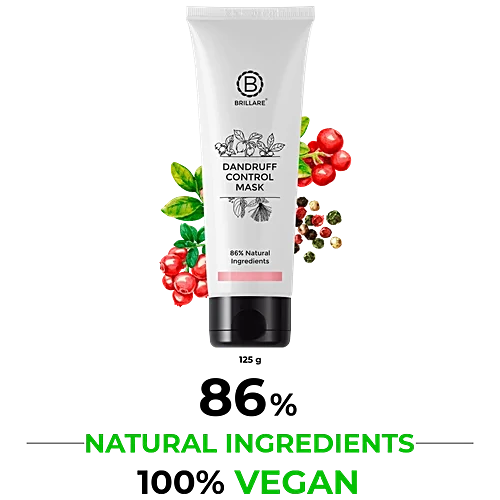 B
BRILLARE®
DANDRUFF
CONTROL
MASK
86% Natural
Ingredients
125 g
86%
NATURAL INGREDIENTS
100% VEGAN